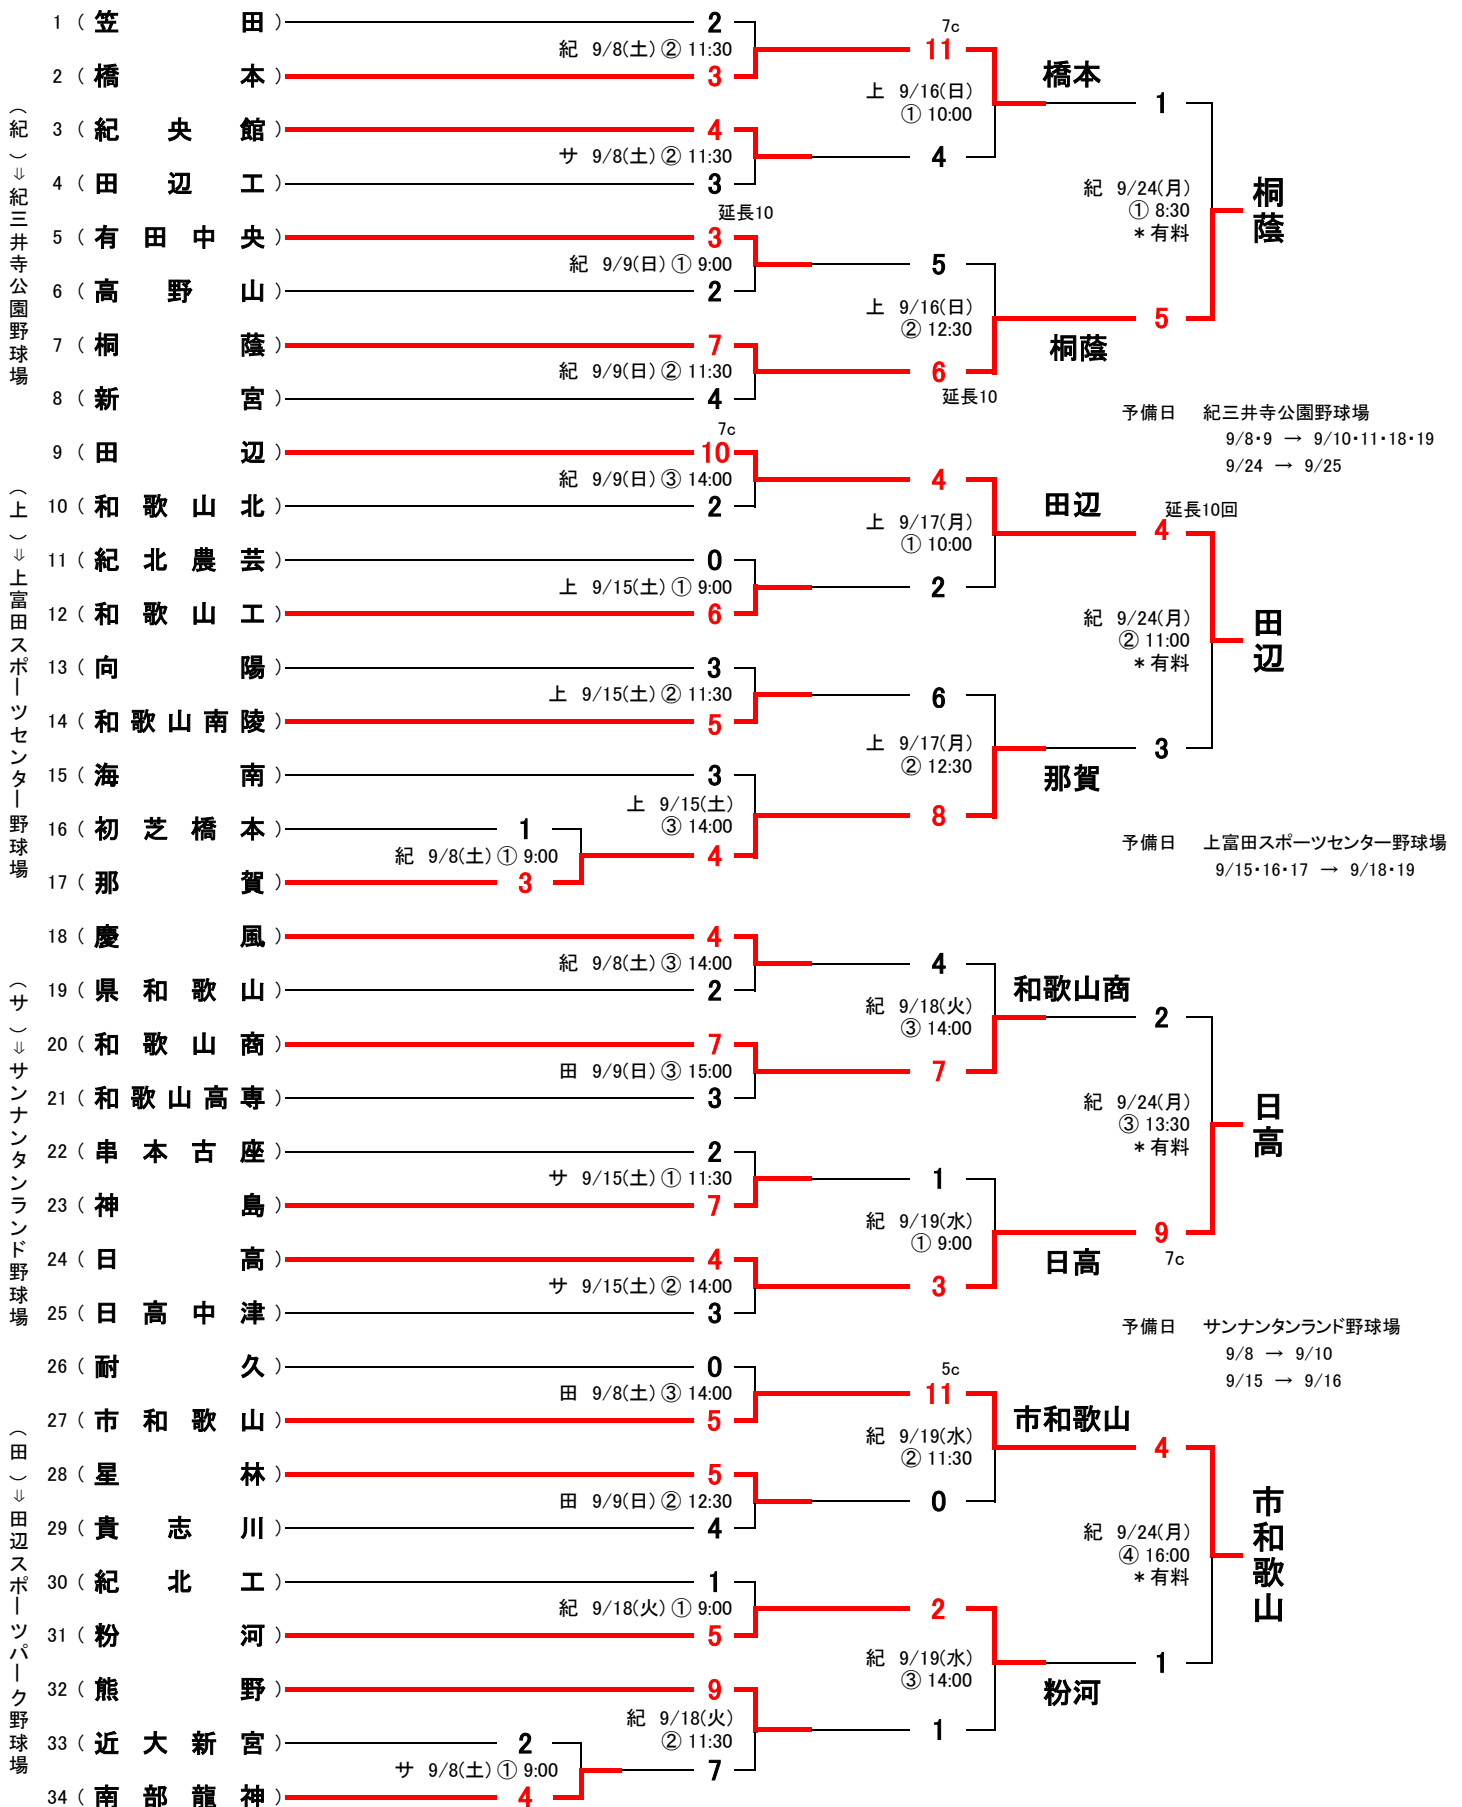 1 ( 笠 田 ) 2
紀 9/8(土) ② 11:30
7c
11
2 ( 橋 本 ) 3
橋本
上 9/16(日)
① 10:00
1
3 ( 紀 央 館 ) 4
サ 9/8(土) ② 11:30
4
4 ( 田 辺 工 ) 3
紀 9/24(月)
① 8:30
＊有料
桐蔭
延長10
5 ( 有 田 中 央 ) 3
紀 9/9(日) ① 9:00
5
6 ( 高 野 山 ) 2
上 9/16(日)
② 12:30
5
桐蔭
7 ( 桐 蔭 ) 7
紀 9/9(日) ② 11:30
6
延長10
8 ( 新 宮 ) 4
予備日 紀三井寺公園野球場
9/8・9 → 9/10・11・18・19
9/24 → 9/25
7c
9 ( 田 辺 ) 10
紀 9/9(日) ③ 14:00
4
10 ( 和 歌 山 北 ) 2
田辺
延長10回
4
上 9/17(月)
① 10:00
11 ( 紀 北 農 芸 ) 0
上 9/15(土) ① 9:00
2
12 ( 和 歌 山 工 ) 6
紀 9/24(月)
② 11:00
＊有料
田辺
13 ( 向 陽 ) 3
上 9/15(土) ② 11:30
6
14 ( 和 歌 山 南 陵 ) 5
上 9/17(月)
② 12:30
3
那賀
15 ( 海 南 ) 3
上 9/15(土)
③ 14:00
8
16 ( 初 芝 橋 本 ) 1
紀 9/8(土) ① 9:00
4
17 ( 那 賀 ) 3
予備日 上富田スポーツセンター野球場
9/15・16・17 → 9/18・19
18 ( 慶 風 ) 4
紀 9/8(土) ③ 14:00
4
19 ( 県 和 歌 山 ) 2
和歌山商
2
紀 9/18(火)
③ 14:00
20 ( 和 歌 山 商 ) 7
田 9/9(日) ③ 15:00
7
21 ( 和 歌 山 高 専 ) 3
紀 9/24(月)
③ 13:30
＊有料
日高
22 ( 串 本 古 座 ) 2
サ 9/15(土) ① 11:30
1
23 ( 神 島 ) 7
紀 9/19(水)
① 9:00
9
7c
日高
24 ( 日 高 ) 4
サ 9/15(土) ② 14:00
3
25 ( 日 高 中 津 ) 3
予備日 サンナンタンランド野球場
9/8 → 9/10
9/15 → 9/16
26 ( 耐 久 ) 0
田 9/8(土) ③ 14:00
5c
11
27 ( 市 和 歌 山 ) 5
市和歌山
4
紀 9/19(水)
② 11:30
28 ( 星 林 ) 5
田 9/9(日) ② 12:30
0
29 ( 貴 志 川 ) 4
紀 9/24(月)
④ 16:00
＊有料
市和歌山
30 ( 紀 北 工 ) 1
紀 9/18(火) ① 9:00
2
31 ( 粉 河 ) 5
紀 9/19(水)
③ 14:00
1
粉河
32 ( 熊 野 ) 9
紀 9/18(火)
② 11:30
1
33 ( 近 大 新 宮 ) 2
サ 9/8(土) ① 9:00
7
34 ( 南 部 龍 神 ) 4
（紀）⇒紀三井寺公園野球場
（上）⇒上富田スポーツセンター野球場
（サ）⇒サンナンタンランド野球場
（田）⇒田辺スポーツパーク野球場